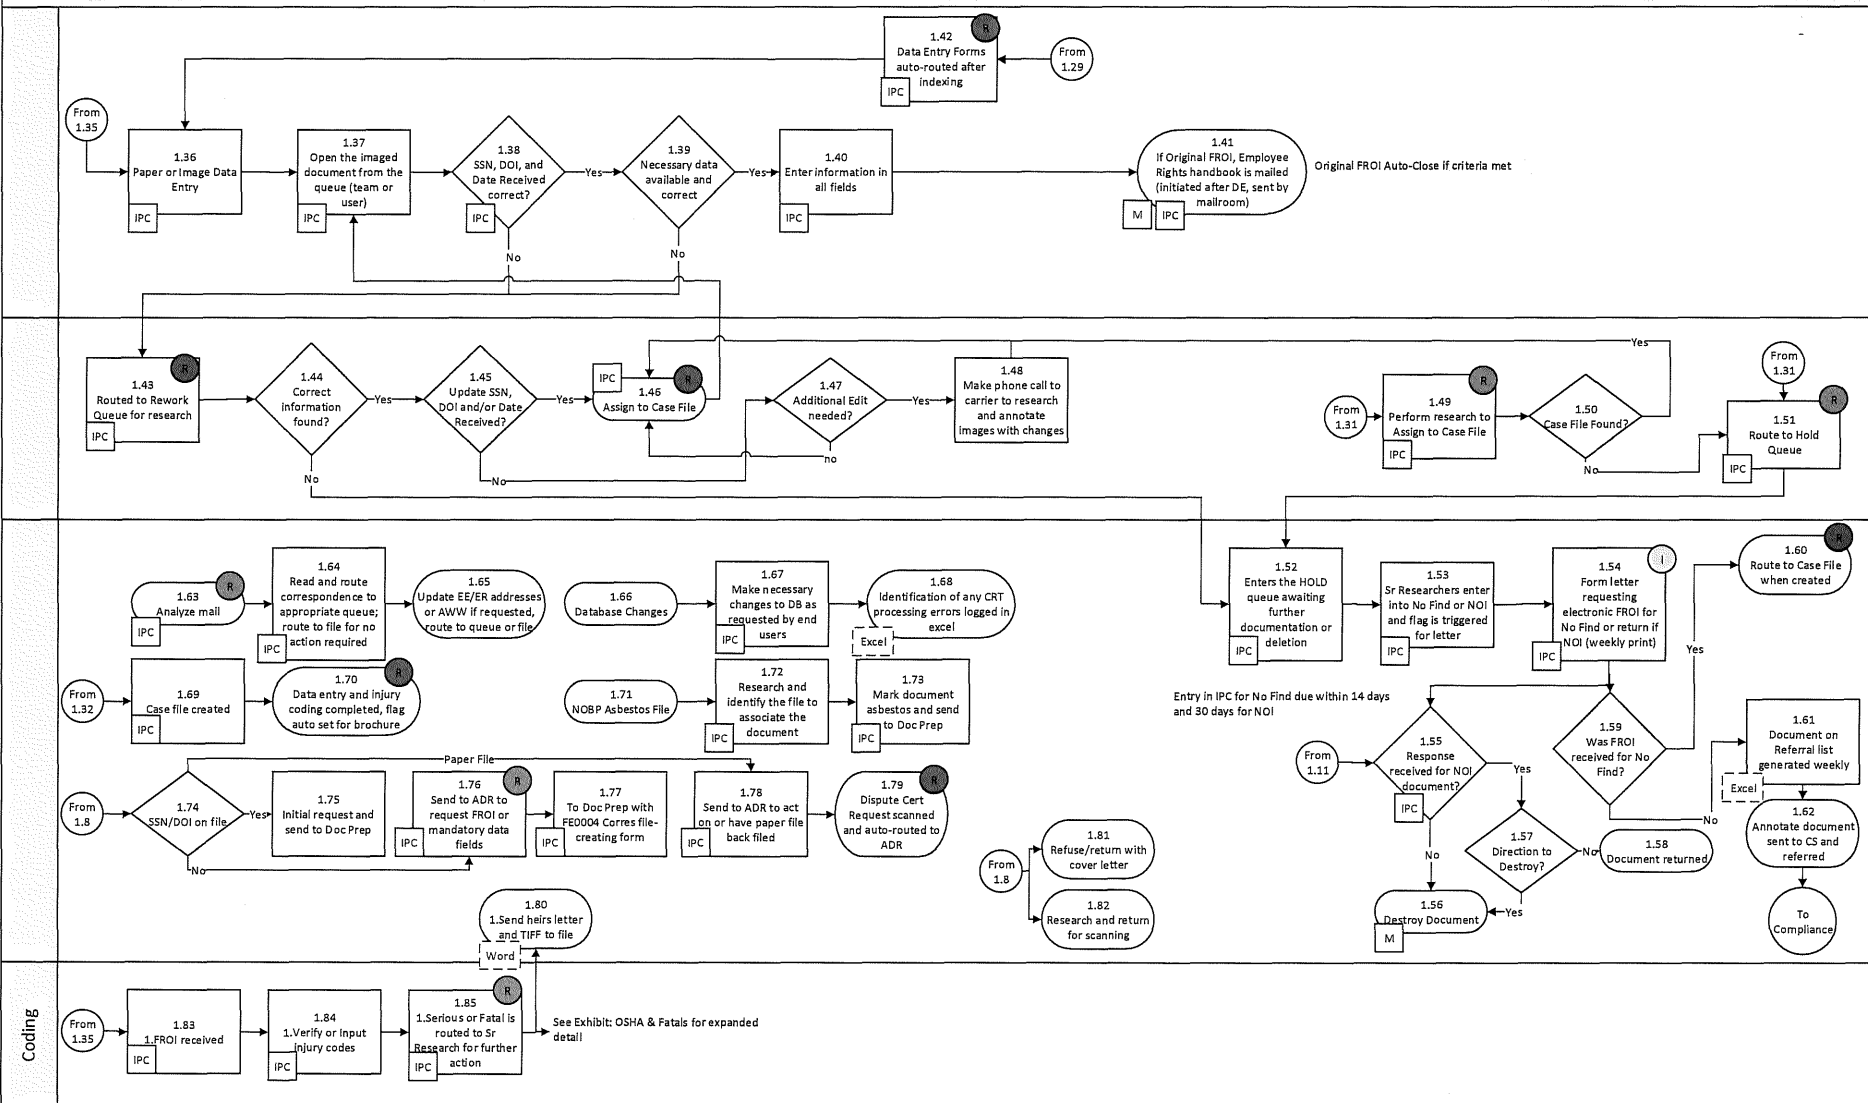 R
1.42
Data Entry Forms
auto-routed after
indexing
IPC
From
1.29
From
1.35
1.36
Paper or Image Data
Entry
IPC
1.37
Open the imaged
document from the
queue (team or
user)
IPC
1.38
SSN, DOI, and
Date Received
correct?
IPC
Yes
No
1.39
Necessary data
available and
correct
Yes
No
1.40
Enter information in
all fields
IPC
1.41
If Original FROI, Employee
Rights handbook is mailed
(initiated after DE, sent by
mailroom)
M
IPC
Original FROI Auto-Close if criteria met
R
1.43
Routed to Rework
Queue for research
IPC
1.44
Correct
information
found?
Yes
No
1.45
Update SSN,
DOI and/or Date
Received?
Yes
No
IPC
R
1.46
Assign to Case File
1.47
Additional Edit
needed?
Yes
no
1.48
Make phone call to
carrier to research
and annotate
images with changes
From
1.31
R
1.49
Perform research to
Assign to Case File
IPC
1.50
Case File Found?
Yes
No
From
1.31
R
1.51
Route to Hold
Queue
IPC
1.63
Analyze mail
R
IPC
1.64
Read and route
correspondence to
appropriate queue;
route to file for no
action required
IPC
1.65
Update EE/ER addresses
or AWW if requested,
route to queue or file
1.66
Database Changes
1.67
Make necessary
changes to DB as
requested by end
users
IPC
1.68
Identification of any CRT
processing errors logged in
excel
Excel
1.52
Enters the HOLD
queue awaiting
further
documentation or
deletion
IPC
1.53
Sr Researchers enter
into No Find or NOI
and flag is triggered
for letter
IPC
I
1.54
Form letter
requesting
electronic FROI for
No Find or return if
NOI (weekly print)
IPC
R
1.60
Route to Case File
when created
Yes
From
1.32
1.69
Case file created
IPC
R
1.70
Data entry and injury
coding completed, flag
auto set for brochure
1.71
NOBP Asbestos File
1.72
Research and
identify the file to
associate the
document
IPC
1.73
Mark document
asbestos and send
to Doc Prep
IPC
Entry in IPC for No Find due within 14 days
and 30 days for NOI
From
1.11
1.55
Response
received for NOI
document?
IPC
Yes
No
1.59
Was FROI
received for No
Find?
No
1.61
Document on
Referral list
generated weekly
Excel
From
1.8
1.74
SSN/DOI on file
Paper File
Yes
No
1.75
Initial request and
send to Doc Prep
R
1.76
Send to ADR to
request FROI or
mandatory data
fields
IPC
1.77
To Doc Prep with
FE0004 Corres file-
creating form
IPC
1.78
Send to ADR to act
on or have paper file
back filed
IPC
R
1.79
Dispute Cert
Request scanned
and auto-routed to
ADR
From
1.8
1.81
Refuse/return with
cover letter
1.82
Research and return
for scanning
1.57
Direction to
Destroy?
No
Yes
1.58
Document returned
1.56
Destroy Document
M
1.62
Annotate document
sent to CS and
referred
To
Compliance
1.80
1.Send heirs letter
and TIFF to file
Word
Coding
From
1.35
1.83
1.FROI received
IPC
1.84
1.Verify or Input
injury codes
IPC
R
1.85
1.Serious or Fatal is
routed to Sr
Research for further
action
IPC
See Exhibit: OSHA & Fatals for expanded
detail